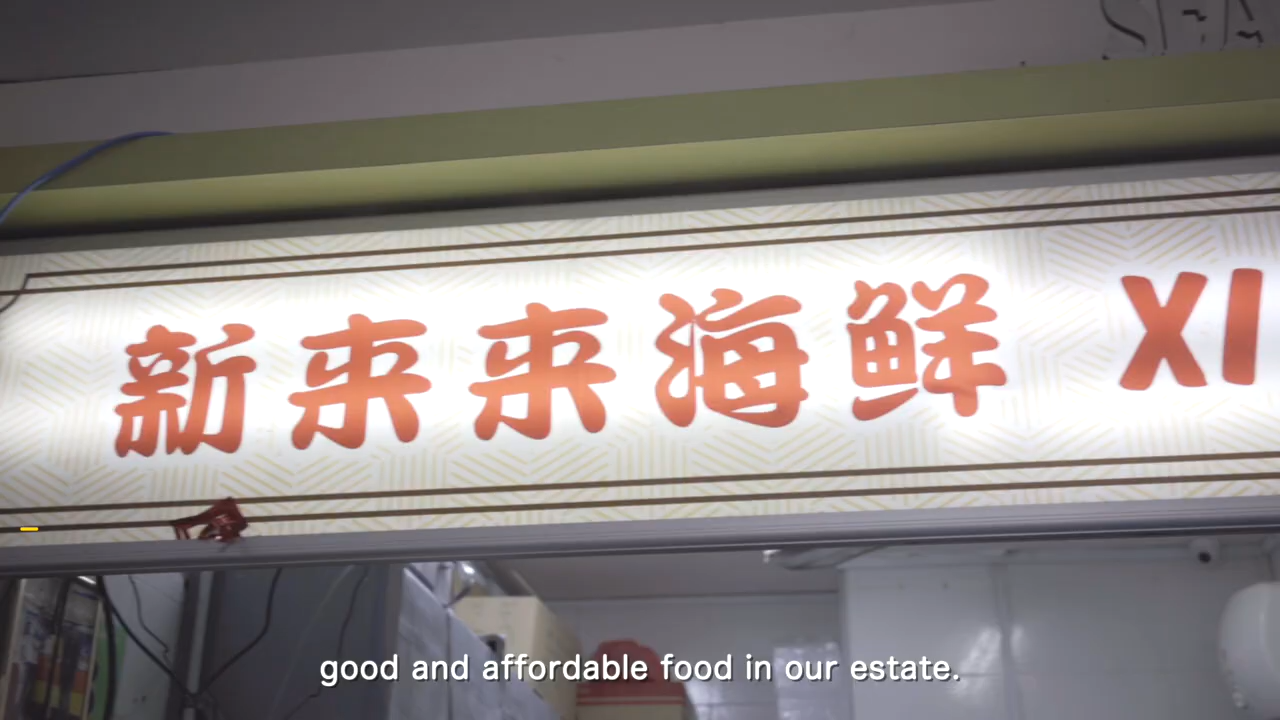 新来来海鲜 XI
good and affordable food in our estate.